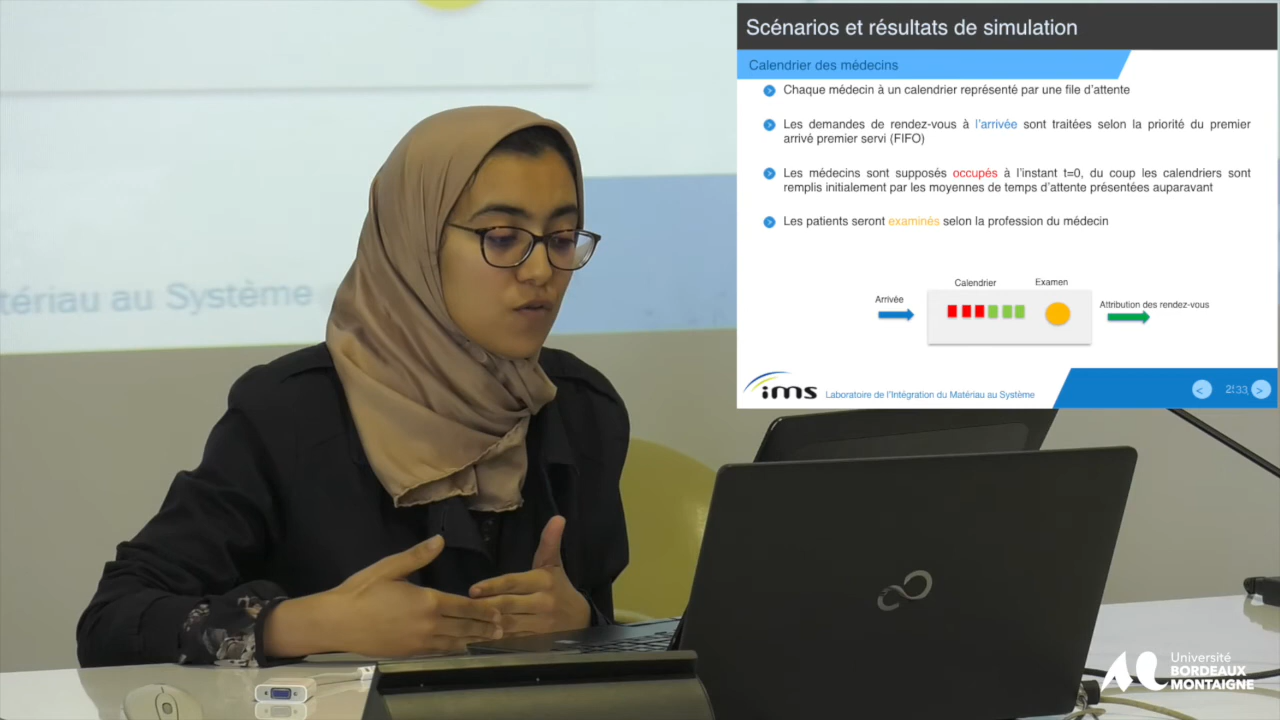 Scénarios et résultats de simulation
Calendrier des médecins
Chaque médecin à un calendrier représenté par une file d'attente
Les demandes de rendez-vous à l'arrivée sont traitées selon la priorité du premier
arrivé premier servi (FIFO)
Les médecins sont supposés occupés à l'instant t=0, du coup les calendriers sont
remplis initialement par les moyennes de temps d'attente présentées auparavant
Les patients seront examinés selon la profession du médecin
Calendrier
Examen
Arrivée
Attribution des rendez-vous
ims
Laboratoire de l'Intégration du Matériau au Système
atériau au Système
Université
BORDEAUX
MONTAIGNE